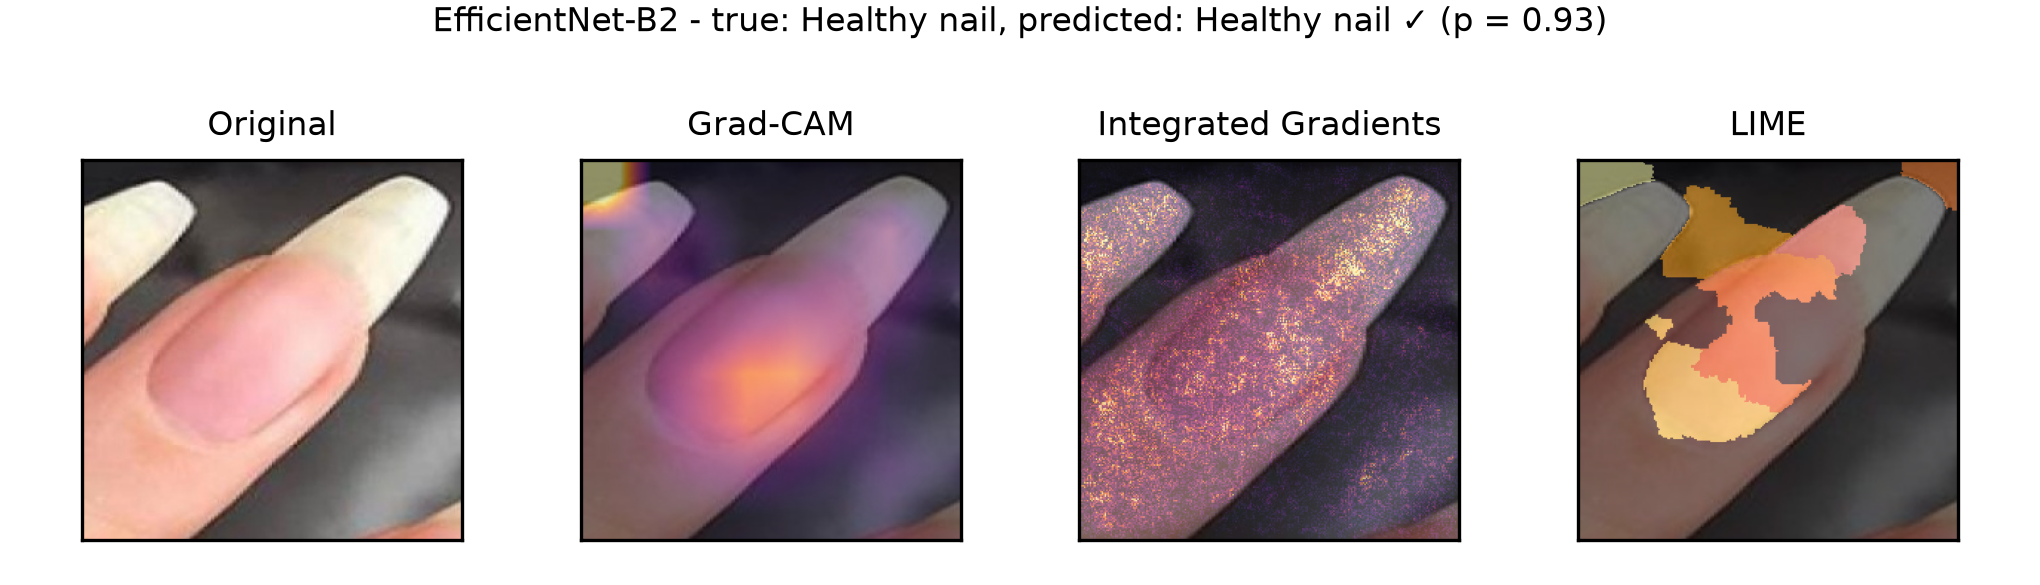 EfficientNet-B2 - true: Healthy nail, predicted: Healthy nail ✓ (p = 0.93)
Original
Grad-CAM
Integrated Gradients
LIME